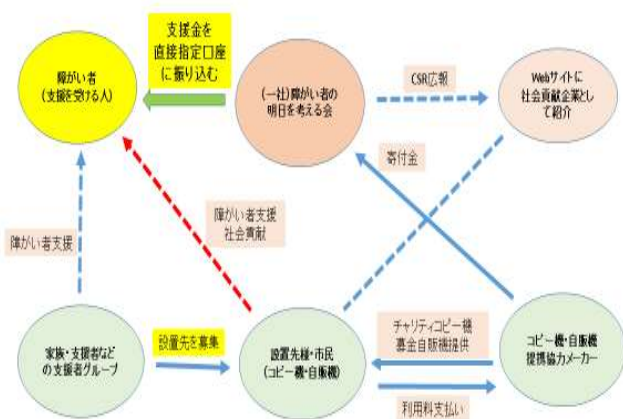 支援金を
直接指定口座
に振り込む
障がい者
(支援を受ける人)
(一社)障がい者の
明日を考える会
CSR広報
Webサイトに
社会貢献企業とし
て紹介
寄付金
障がい者支援
障がい者支援
社会貢献
家族・支援者など
の支援者グループ
設置先を募集
設置先様・市民
(コピー機・自販機)
チャリティコピー機
募金自販機提供
利用料支払い
コピー機・自販機
提携協力メーカー